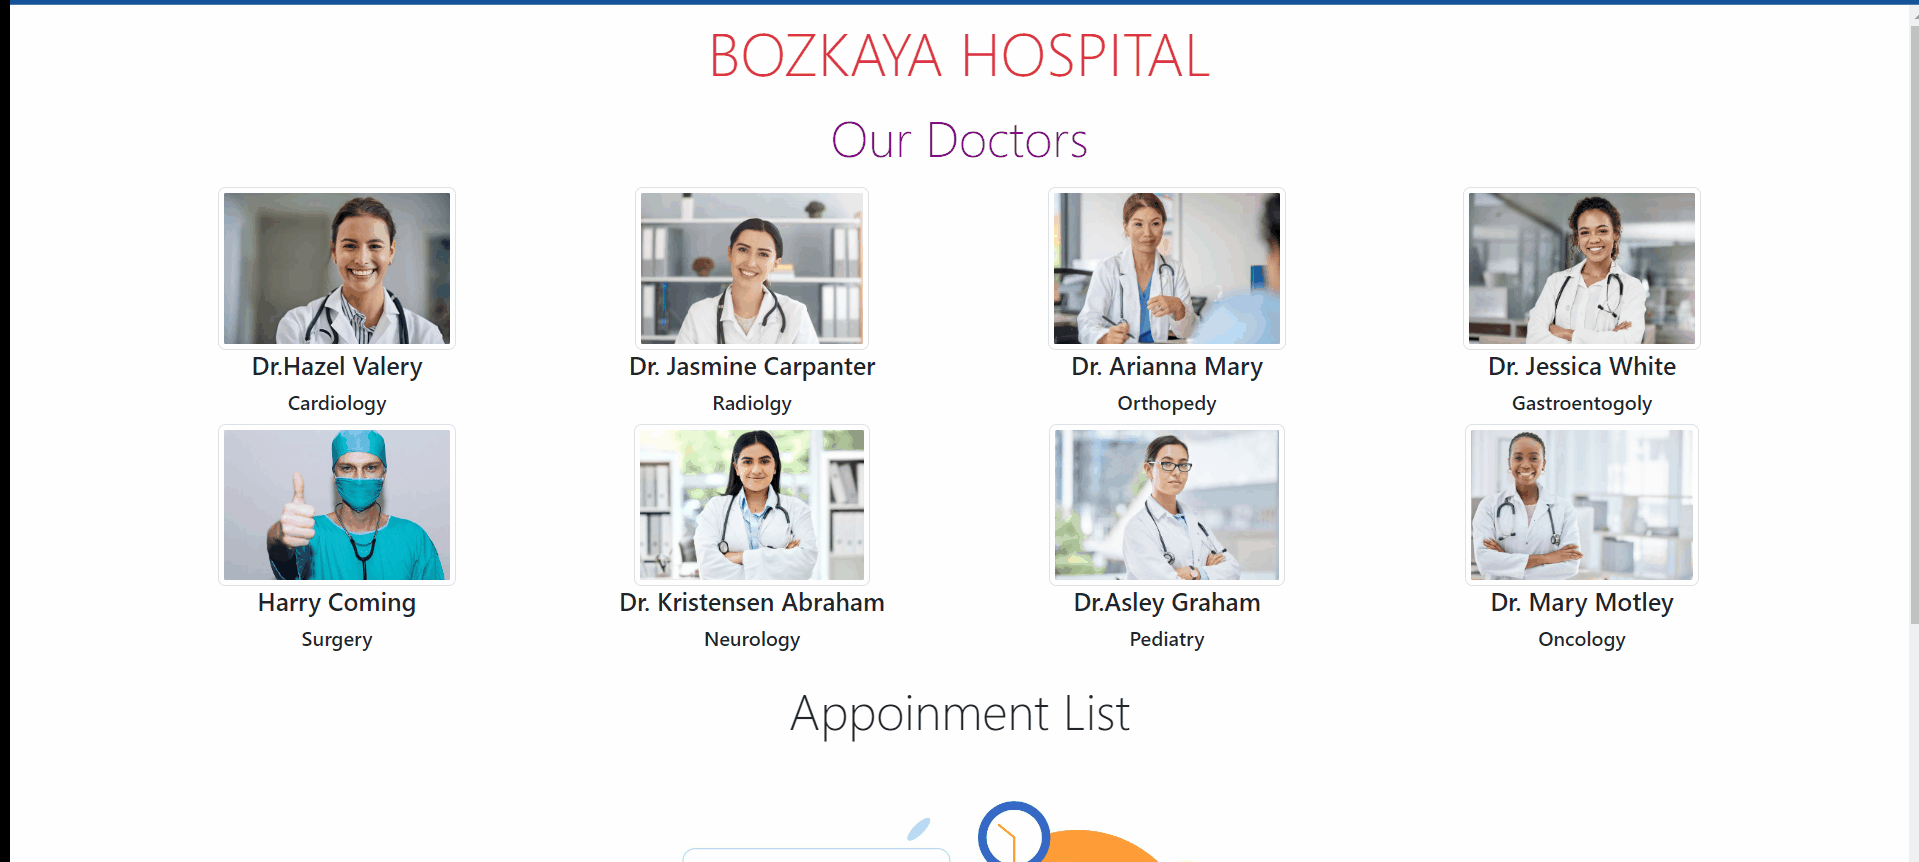 BOZKAYA HOSPITAL
Our Doctors
Dr.Hazel Valery
Cardiology
Dr. Jasmine Carpanter
Radiolgy
Dr. Arianna Mary
Orthopedy
Dr. Jessica White
Gastroentogoly
Harry Coming
Surgery
Dr. Kristensen Abraham
Neurology
Dr.Asley Graham
Pediatry
Dr. Mary Motley
Oncology
Appoinment List